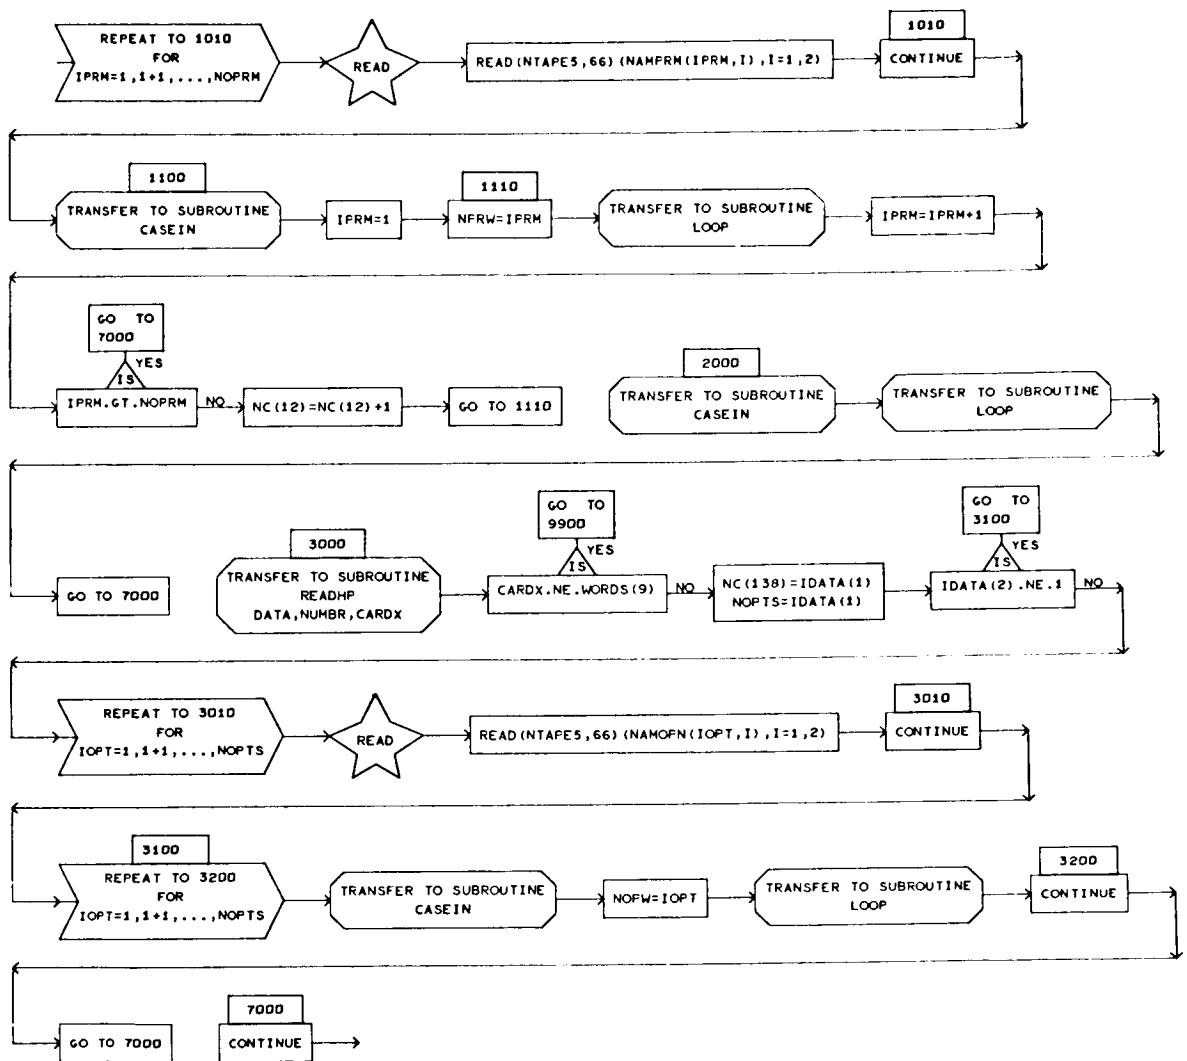 REPEAT TO 1010
FOR
IPRM=1,1+1,...,NOPRM
READ
READ(NTAPE5,66)(NAMPRM(IPRM,I),I=1,2)
1010
CONTINUE
1100
TRANSFER TO SUBROUTINE
CASEIN
IPRM=1
1110
NFRW=IPRM
TRANSFER TO SUBROUTINE
LOOP
IPRM=IPRM+1
GO TO
7000
YES
IS
IPRM.GT.NOPRM
NO
NC(12)=NC(12)+1
GO TO 1110
2000
TRANSFER TO SUBROUTINE
CASEIN
TRANSFER TO SUBROUTINE
LOOP
GO TO 7000
3000
TRANSFER TO SUBROUTINE
READHP
DATA,NUMBR,CARDX
GO TO
9900
YES
IS
CARDX.NE.WORDS(9)
NO
NC(138)=IDATA(1)
NOPTS=IDATA(1)
GO TO
3100
YES
IS
IDATA(2).NE.1
NO
REPEAT TO 3010
FOR
IOPT=1,1+1,...,NOPTS
READ
READ(NTAPE5,66)(NAMOFN(IOPT,I),I=1,2)
3010
CONTINUE
3100
REPEAT TO 3200
FOR
IOPT=1,1+1,...,NOPTS
TRANSFER TO SUBROUTINE
CASEIN
NOPW=IOPT
TRANSFER TO SUBROUTINE
LOOP
3200
CONTINUE
GO TO 7000
7000
CONTINUE